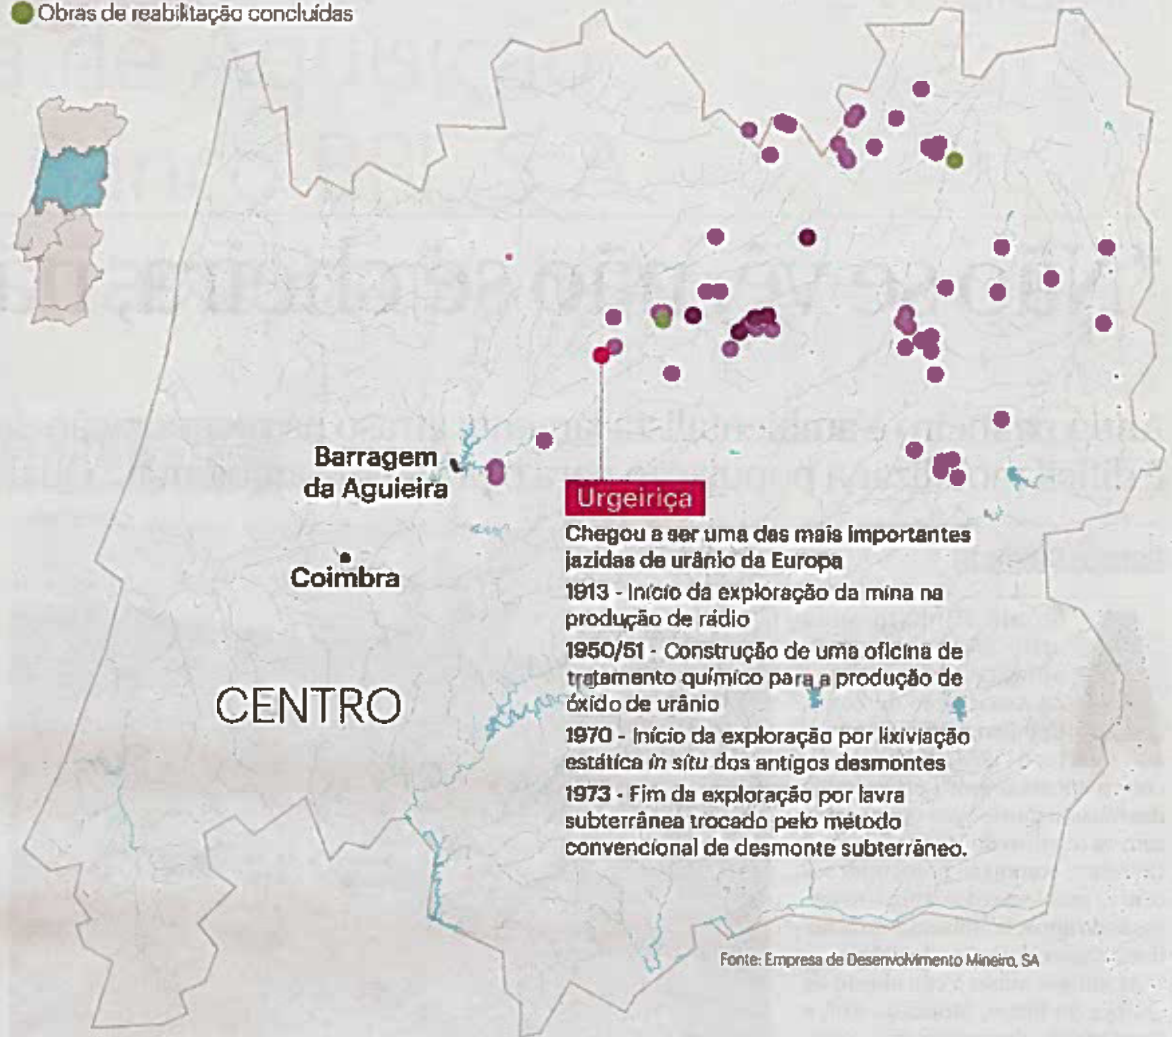 Obras de reabilitação concluídas
Barragem
da Aguieira
Coimbra
CENTRO
Urgeiriça
Chegou a ser uma das mais importantes
jazidas de urânio da Europa
1913 - Início da exploração da mina na
produção de rádio
1950/51 - Construção de uma oficina de
tratamento químico para a produção de
óxido de urânio
1970 - Início da exploração por lixiviação
estática in situ dos antigos desmontes
1973 - Fim da exploração por lavra
subterrânea trocado pelo método
convencional de desmonte subterrâneo.
Fonte: Empresa de Desenvolvimento Mineiro, SA